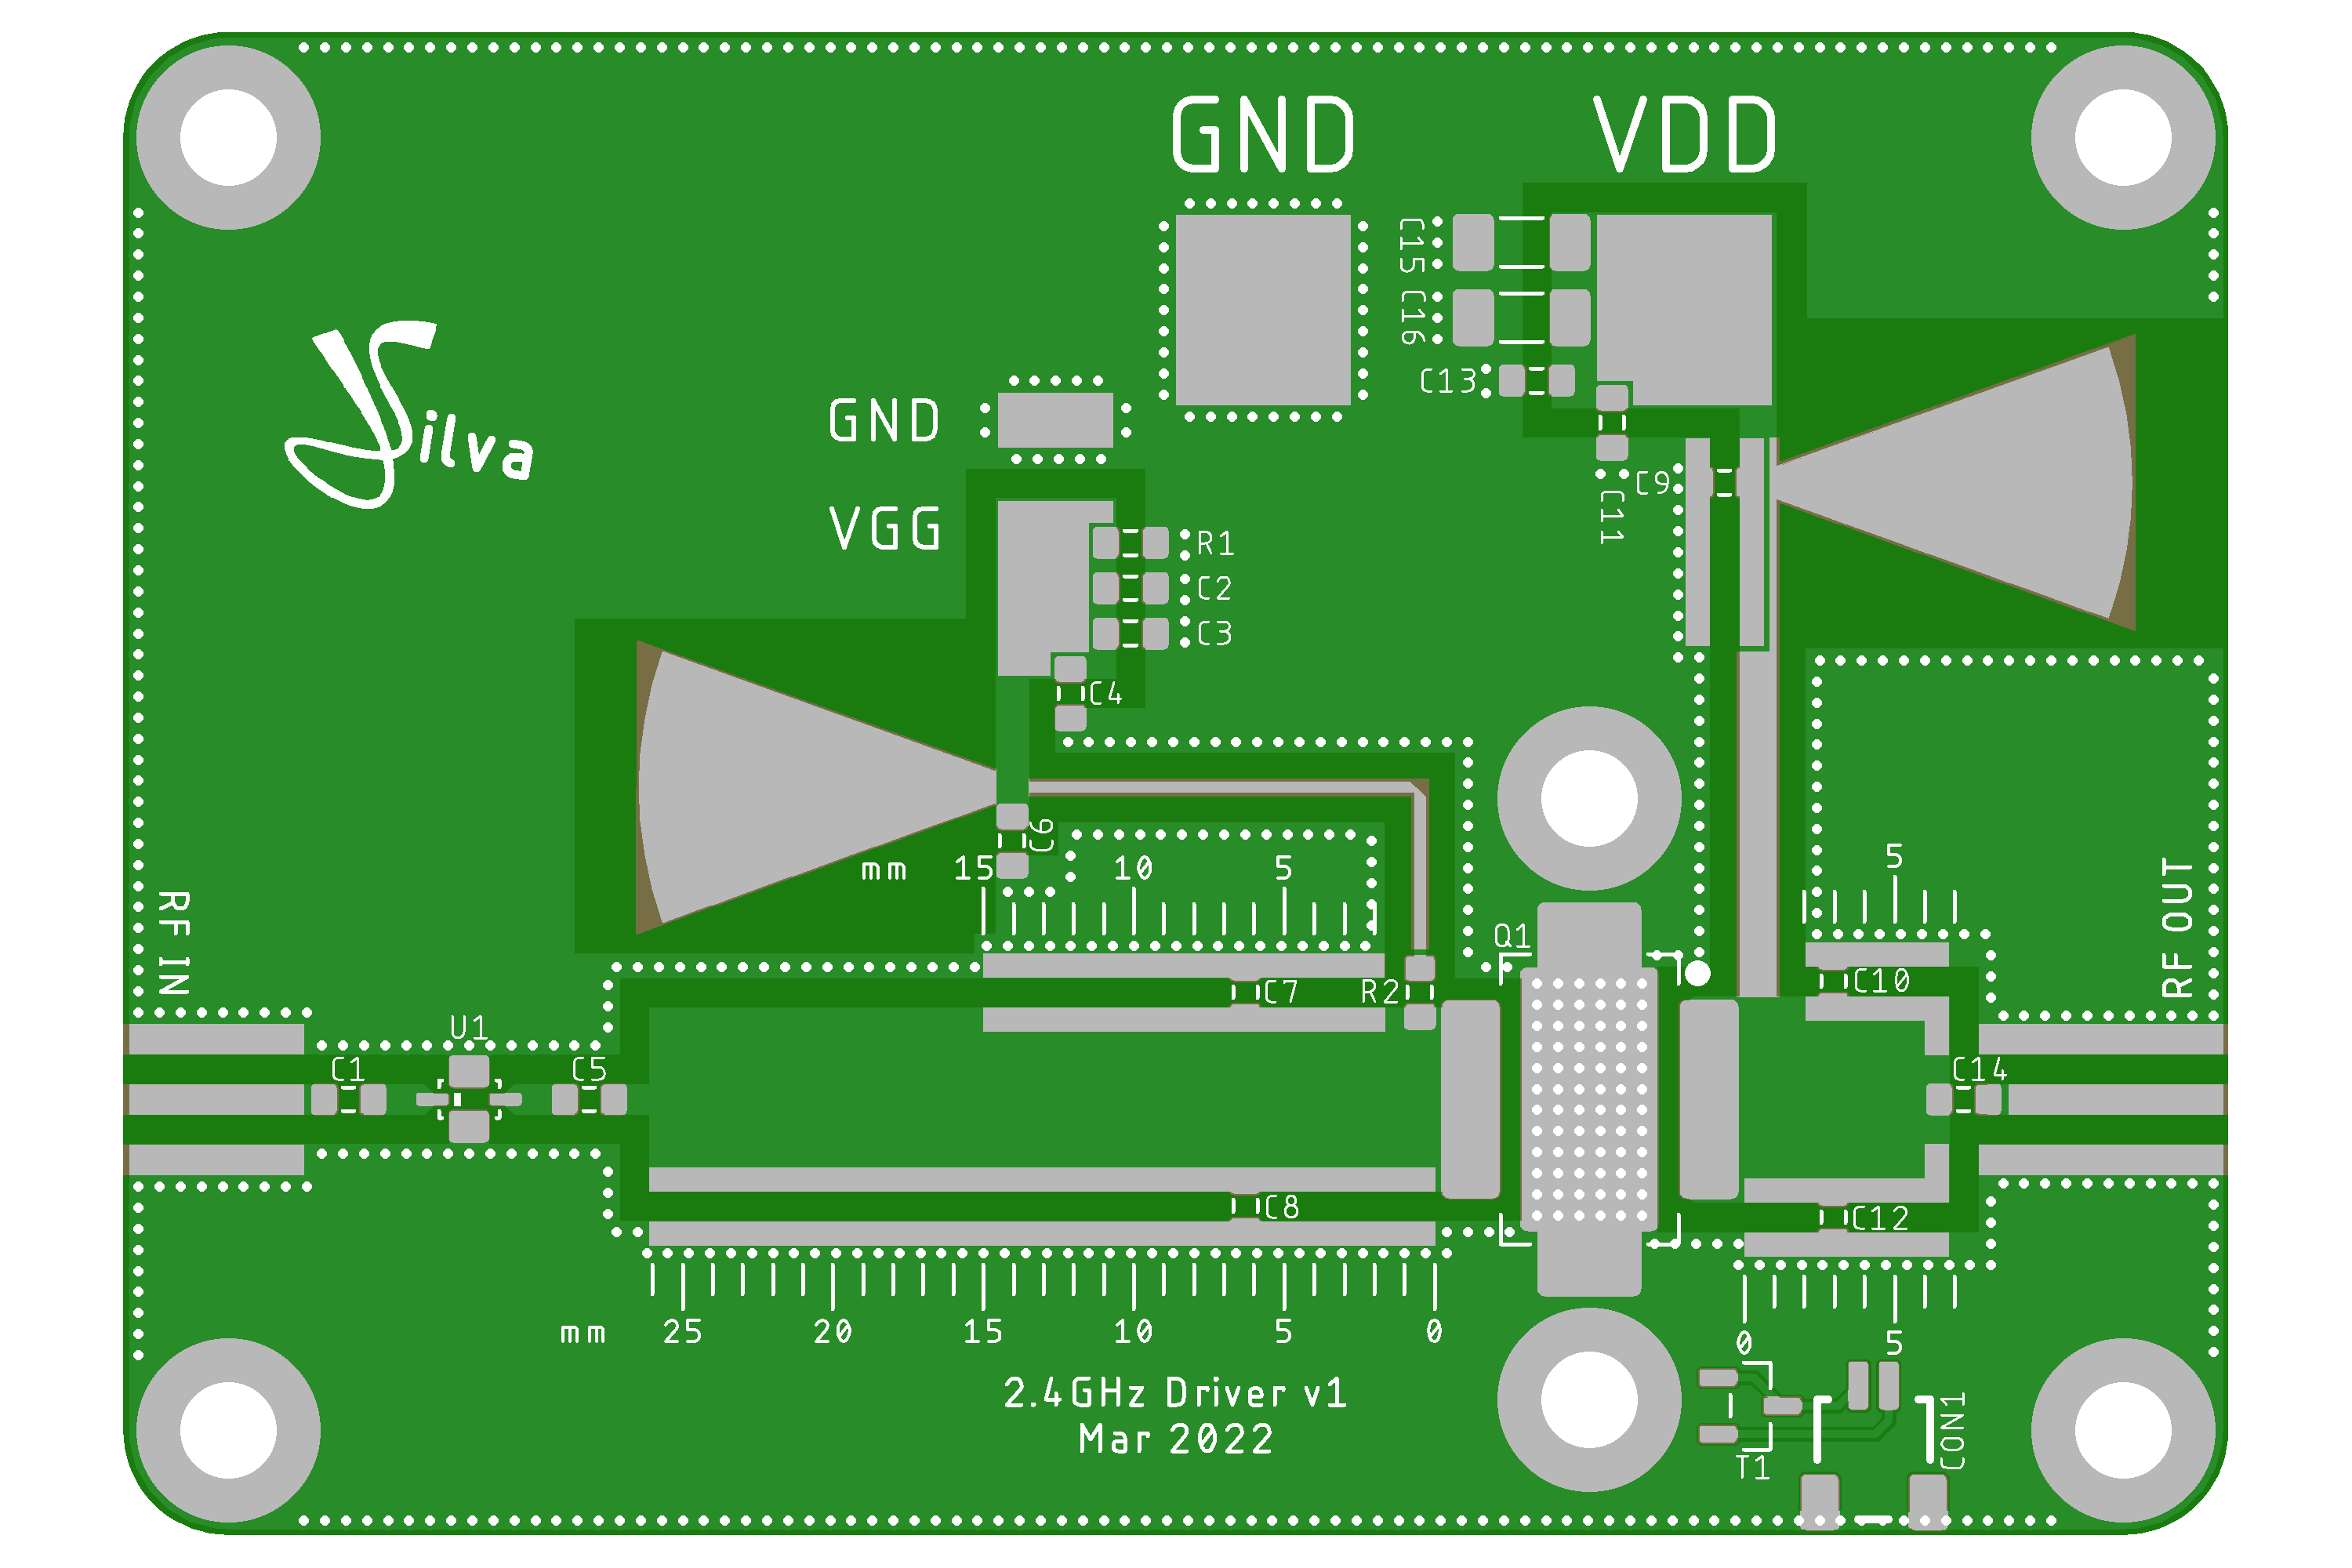 GND
VDD
C15
C16
C13
Silva
GND
C9
C11
VGG
R1
C2
C3
C4
C6
mm 15 10 5
5
RF IN
RF OUT
Q1
C7
R2
C10
U1
C1
C5
C14
C8
C12
mm 25 20 15 10 5 0
0 5
2.4GHz Driver v1
Mar 2022
CON1
T1